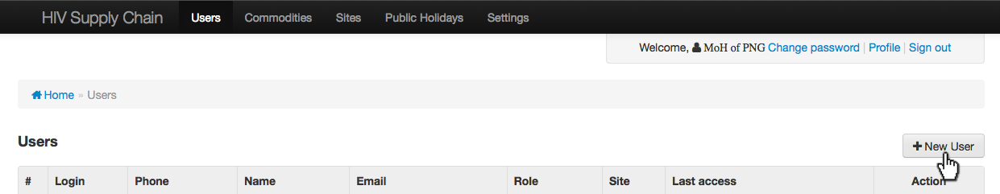 HIV Supply Chain Users Commodities Sites Public Holidays Settings
Welcome, MoH of PNG Change password | Profile | Sign out
Home » Users
Users
+ New User
# Login Phone Name Email Role Site Last access Action